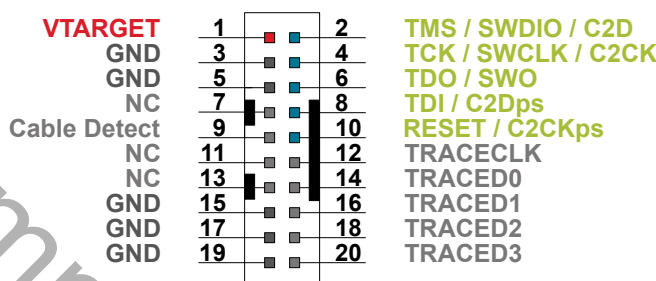 VTARGET 1 2 TMS / SWDIO / C2D
GND 3 4 TCK / SWCLK / C2CK
GND 5 6 TDO / SWO
NC 7 8 TDI / C2Dps
Cable Detect 9 10 RESET / C2CKps
NC 11 12 TRACECLK
NC 13 14 TRACED0
GND 15 16 TRACED1
GND 17 18 TRACED2
GND 19 20 TRACED3